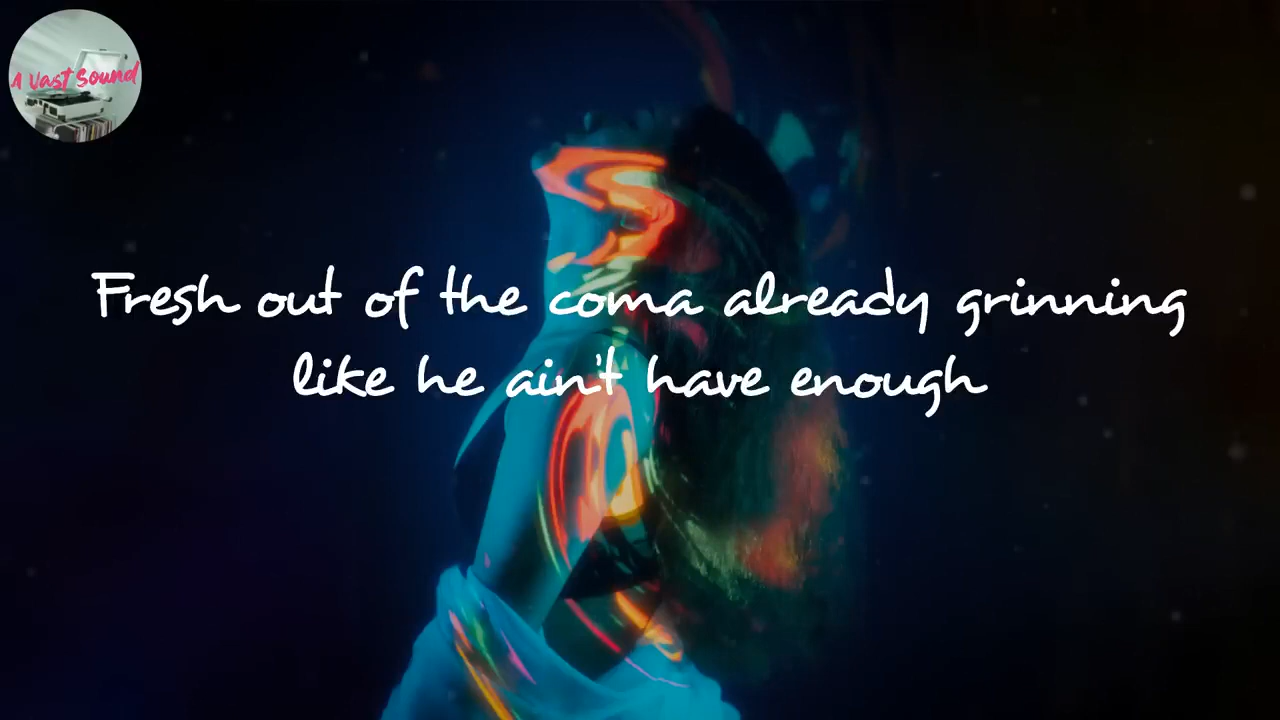 A Vast Sound
Fresh out of the coma already grinning
like he ain't have enough